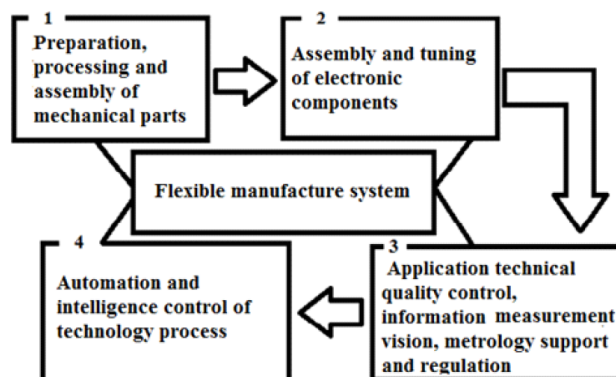 1
Preparation,
processing and
assembly of
mechanical parts
2
Assembly and tuning
of electronic
components
Flexible manufacture system
3
Application technical
quality control,
information measurement
vision, metrology support
and regulation
4
Automation and
intelligence control of
technology process